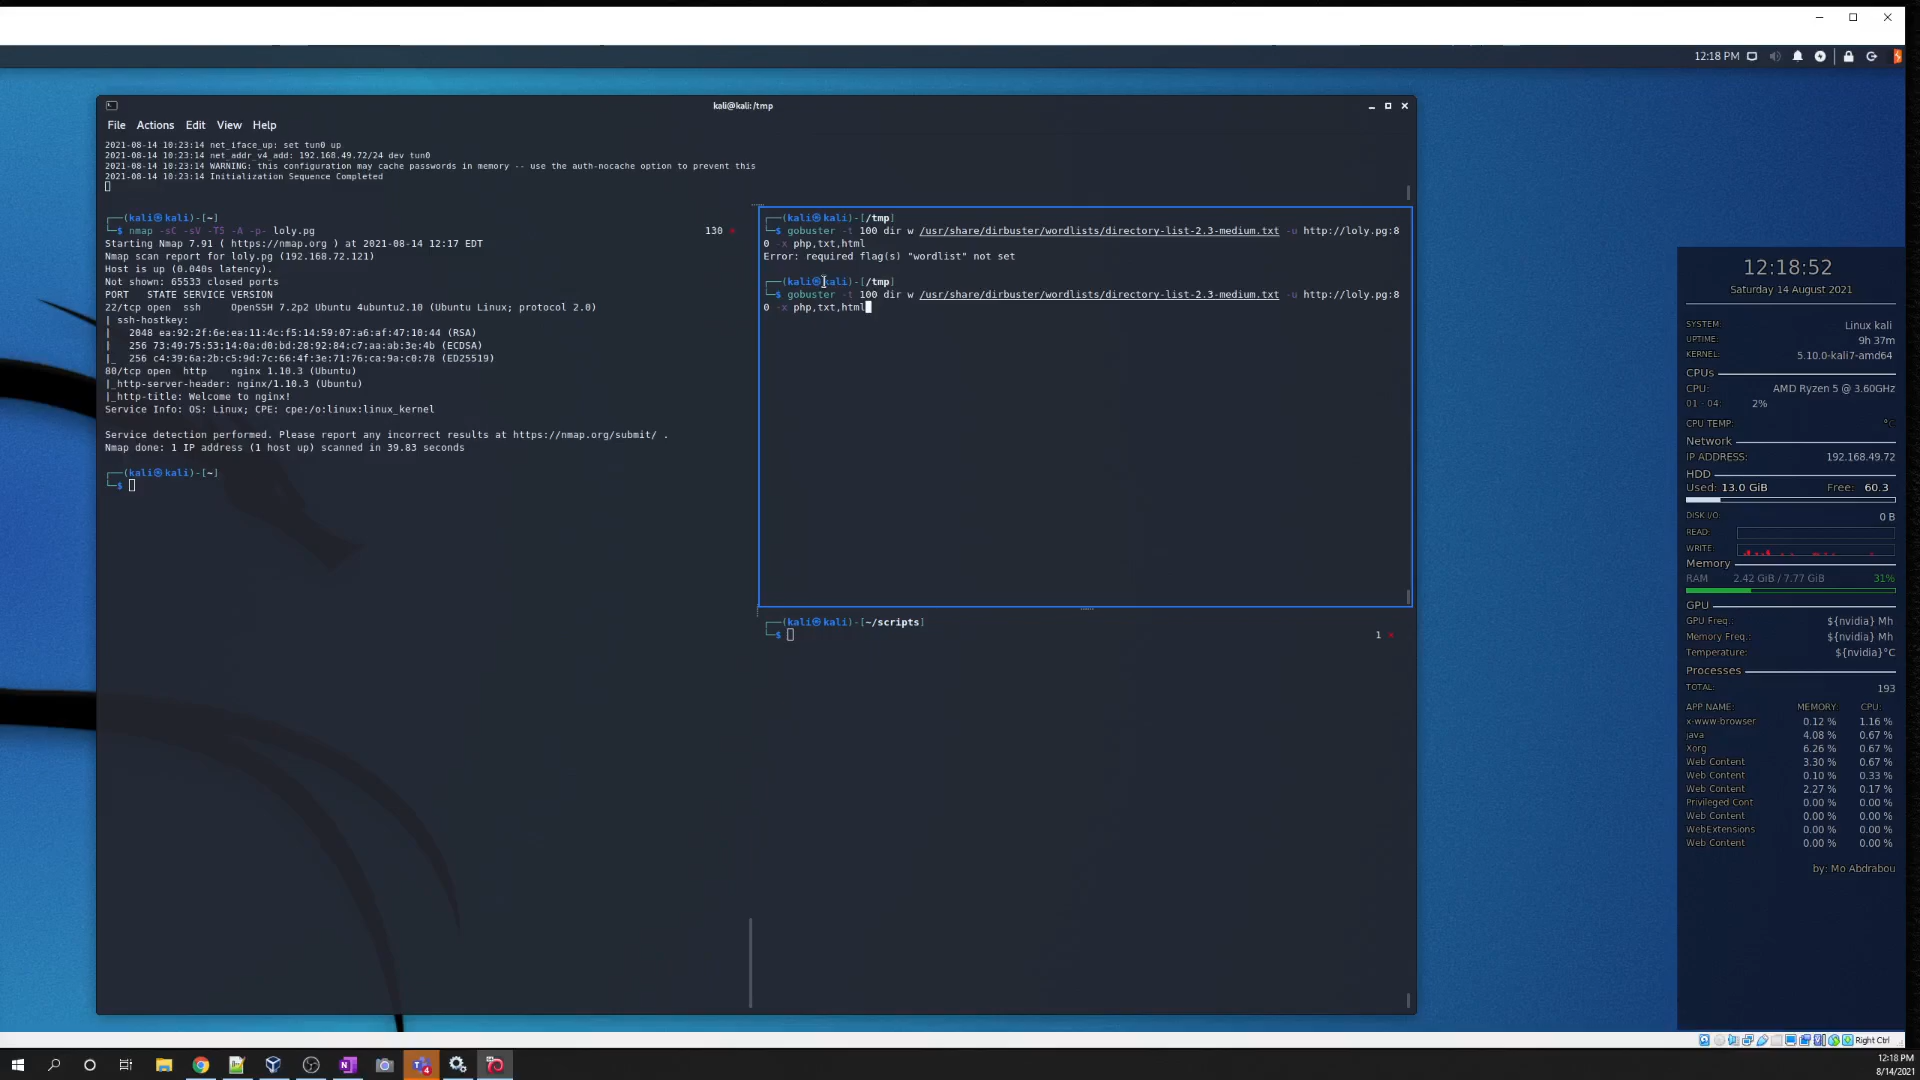 12:18 PM
kali@kali:/tmp
File Actions Edit View Help
2021-08-14 10:23:14 net_iface_up: set tun0 up
2021-08-14 10:23:14 net_addr_v4_add: 192.168.49.72/24 dev tun0
2021-08-14 10:23:14 WARNING: this configuration may cache passwords in memory -- use the auth-nocache option to prevent this
2021-08-14 10:23:14 Initialization Sequence Completed
┌──(kali㉿kali)-[~]
└─$ nmap -sC -sV -T5 -A -p- loly.pg 130 ⨯
Starting Nmap 7.91 ( https://nmap.org ) at 2021-08-14 12:17 EDT
Nmap scan report for loly.pg (192.168.72.121)
Host is up (0.040s latency).
Not shown: 65533 closed ports
PORT STATE SERVICE VERSION
22/tcp open ssh OpenSSH 7.2p2 Ubuntu 4ubuntu2.10 (Ubuntu Linux; protocol 2.0)
| ssh-hostkey:
| 2048 ea:92:2f:6e:ea:11:4c:f5:14:59:07:a6:af:47:10:44 (RSA)
| 256 73:49:75:53:14:0a:d0:bd:28:92:84:c7:aa:ab:3e:4b (ECDSA)
|_ 256 c4:39:6a:2b:c5:9d:7c:66:4f:3e:71:76:ca:9a:c0:78 (ED25519)
80/tcp open http nginx 1.10.3 (Ubuntu)
|_http-server-header: nginx/1.10.3 (Ubuntu)
|_http-title: Welcome to nginx!
Service Info: OS: Linux; CPE: cpe:/o:linux:linux_kernel
Service detection performed. Please report any incorrect results at https://nmap.org/submit/ .
Nmap done: 1 IP address (1 host up) scanned in 39.83 seconds
┌──(kali㉿kali)-[~]
└─$
┌──(kali㉿kali)-[/tmp]
└─$ gobuster -t 100 dir w /usr/share/dirbuster/wordlists/directory-list-2.3-medium.txt -u http://loly.pg:8
0 -x php,txt,html
Error: required flag(s) "wordlist" not set
┌──(kali㉿kali)-[/tmp]
└─$ gobuster -t 100 dir w /usr/share/dirbuster/wordlists/directory-list-2.3-medium.txt -u http://loly.pg:8
0 -x php,txt,html
┌──(kali㉿kali)-[~/scripts]
└─$ 1 ⨯
12:18:52
Saturday 14 August 2021
SYSTEM: Linux kali
UPTIME: 9h 37m
KERNEL: 5.10.0-kali7-amd64
CPUs
CPU: AMD Ryzen 5 @ 3.60GHz
01 - 04: 2%
CPU TEMP: °C
Network
IP ADDRESS: 192.168.49.72
HDD
Used: 13.0 GiB Free: 60.3
DISK I/O: 0 B
READ:
WRITE:
Memory
RAM 2.42 GiB / 7.77 GiB 31%
GPU
GPU Freq.: ${nvidia} Mh
Memory Freq.: ${nvidia} Mh
Temperature: ${nvidia}°C
Processes
TOTAL: 193
APP NAME: MEMORY: CPU:
x-www-browser 0.12 % 1.16 %
java 4.08 % 0.67 %
Xorg 6.26 % 0.67 %
Web Content 3.30 % 0.67 %
Web Content 0.10 % 0.33 %
Web Content 2.27 % 0.17 %
Privileged Cont 0.00 % 0.00 %
Web Content 0.00 % 0.00 %
WebExtensions 0.00 % 0.00 %
Web Content 0.00 % 0.00 %
by: Mo Abdrabou
Right Ctrl
12:18 PM
8/14/2021